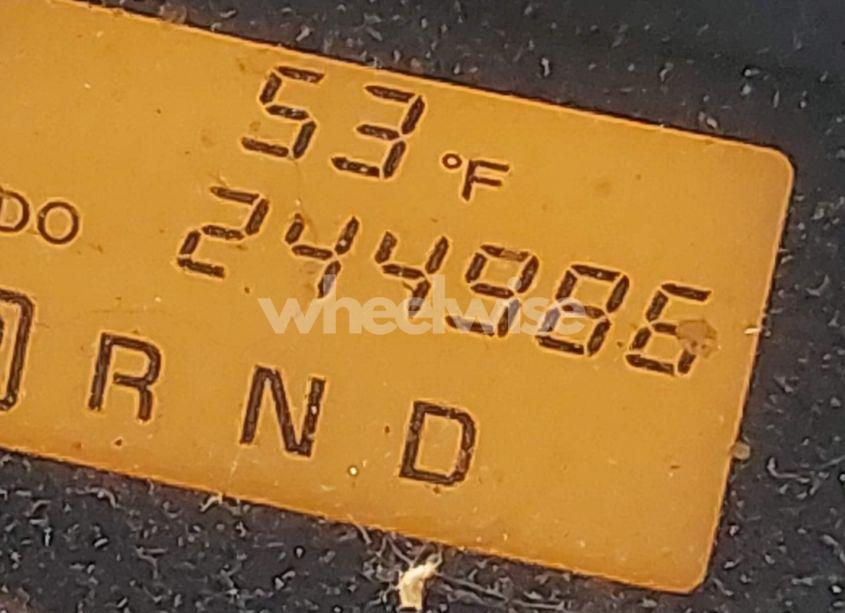 53 °F
DO 244986
R N D
wheelwise